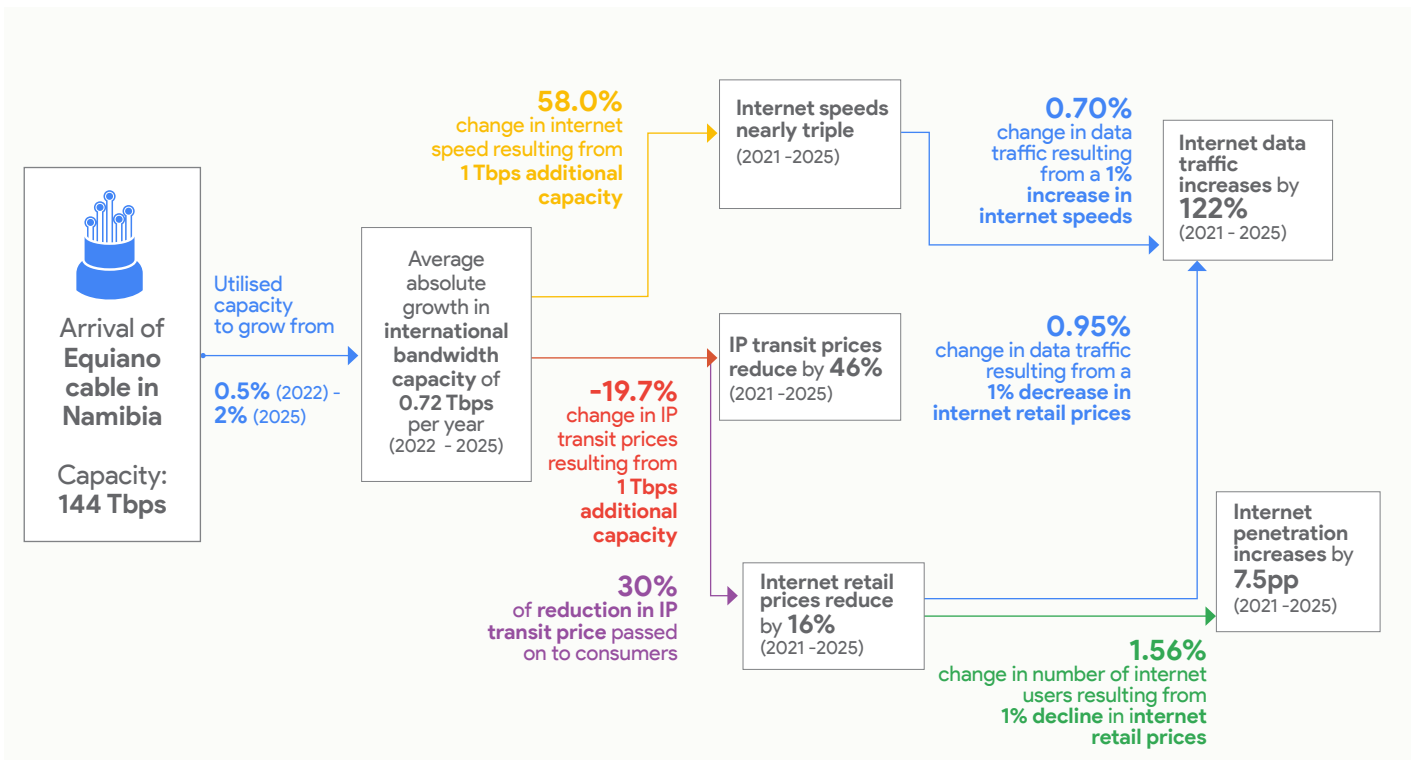 Arrival of
Equiano
cable in
Namibia
Capacity:
144 Tbps
Utilised
capacity
to grow from
0.5% (2022) -
2% (2025)
Average
absolute
growth in
international
bandwidth
capacity of
0.72 Tbps
per year
(2022 - 2025)
58.0%
change in internet
speed resulting from
1 Tbps additional
capacity
Internet speeds
nearly triple
(2021 -2025)
0.70%
change in data
traffic resulting
from a 1%
increase in
internet speeds
Internet data
traffic
increases by
122%
(2021 - 2025)
-19.7%
change in IP
transit prices
resulting from
1 Tbps
additional
capacity
IP transit prices
reduce by 46%
(2021 -2025)
0.95%
change in data traffic
resulting from a
1% decrease in
internet retail prices
30%
of reduction in IP
transit price passed
on to consumers
Internet retail
prices reduce
by 16%
(2021 -2025)
Internet
penetration
increases by
7.5pp
(2021 -2025)
1.56%
change in number of internet
users resulting from
1% decline in internet
retail prices